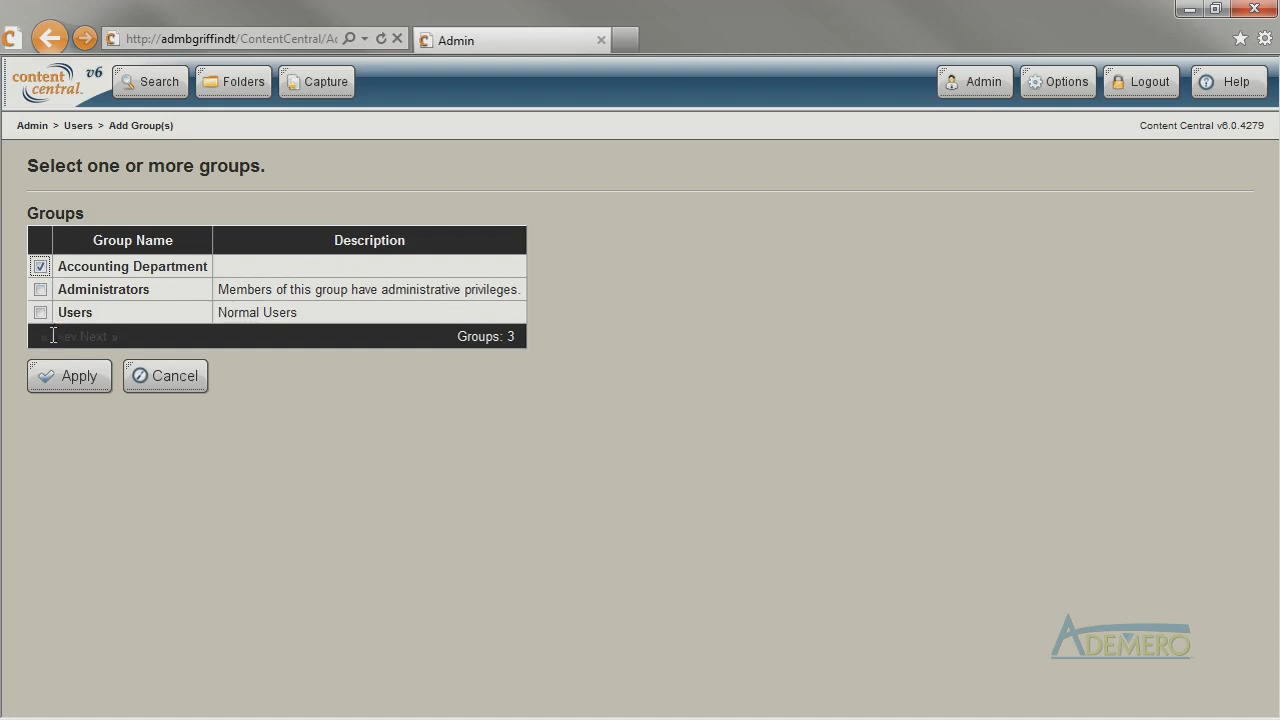 http://admbgriffindt/ContentCentral/Ac
Admin
content central. v6
Search
Folders
Capture
Admin
Options
Logout
Help
Admin > Users > Add Group(s)
Content Central v6.0.4279
Select one or more groups.
Groups
Group Name Description
Accounting Department
Administrators Members of this group have administrative privileges.
Users Normal Users
Next » Groups: 3
Apply
Cancel
ADEMERO